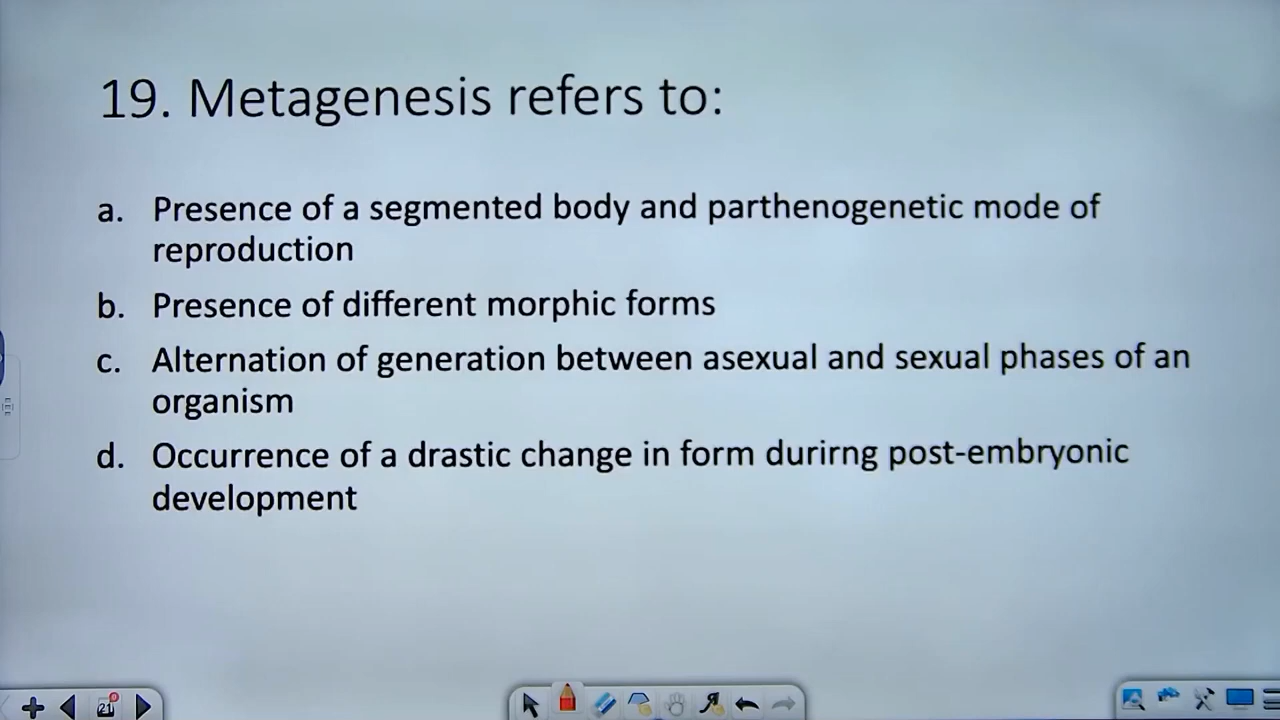 19. Metagenesis refers to:
a. Presence of a segmented body and parthenogenetic mode of
reproduction
b. Presence of different morphic forms
c. Alternation of generation between asexual and sexual phases of an
organism
d. Occurrence of a drastic change in form durirng post-embryonic
development
21